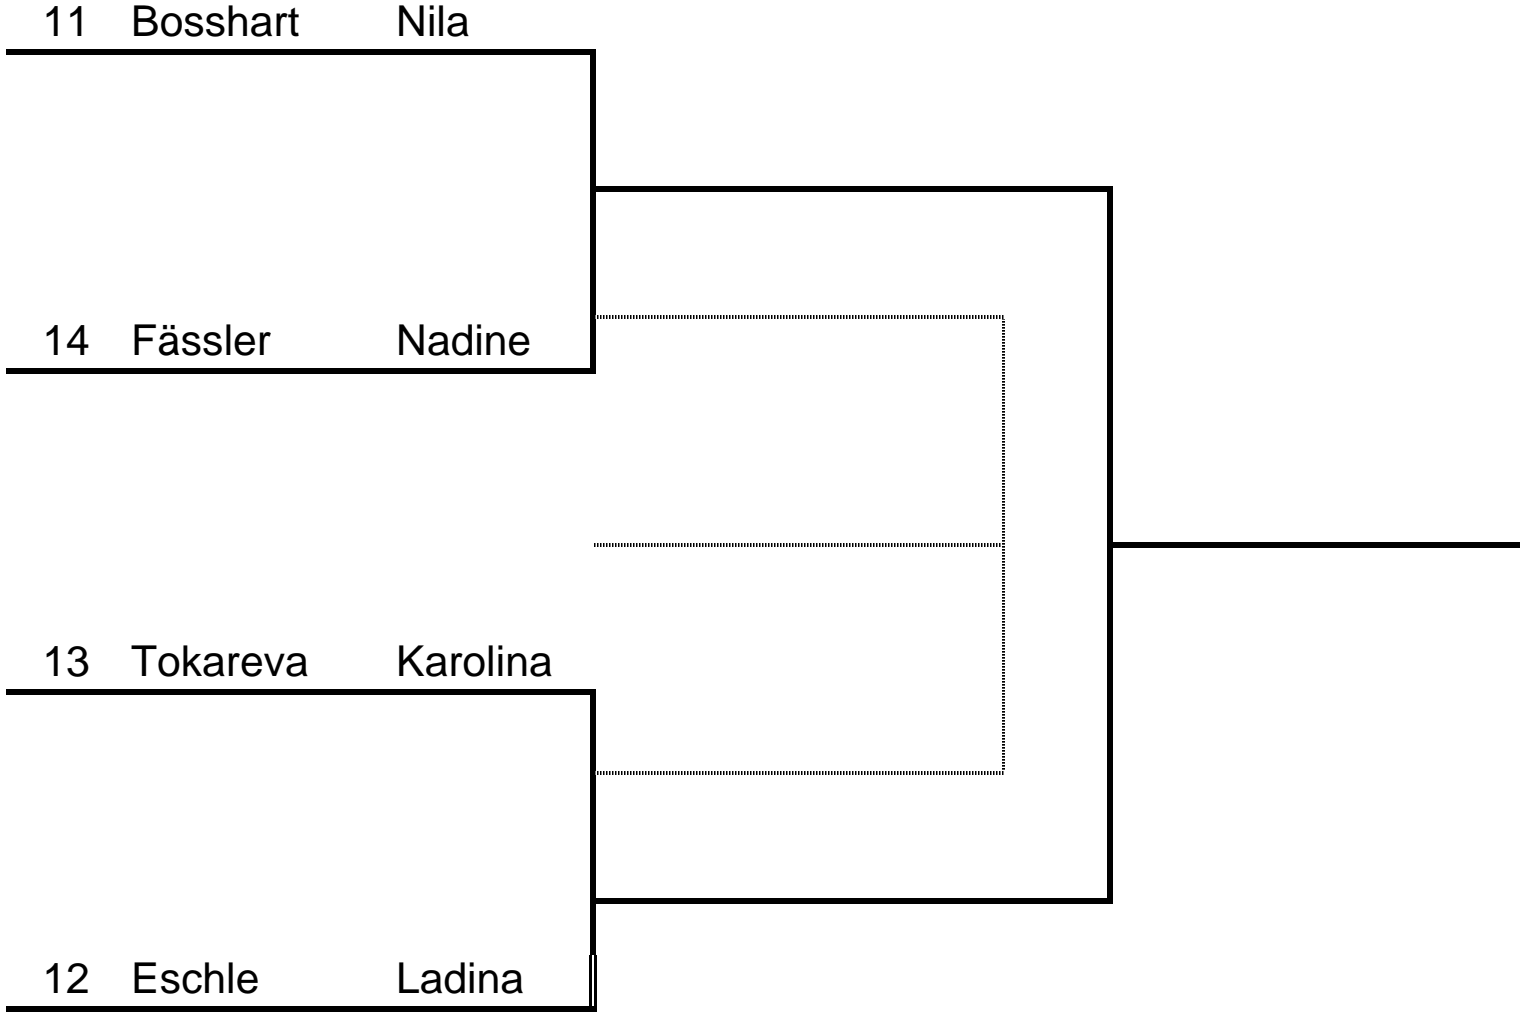 11 Bosshart Nila
14 Fässler Nadine
13 Tokareva Karolina
12 Eschle Ladina